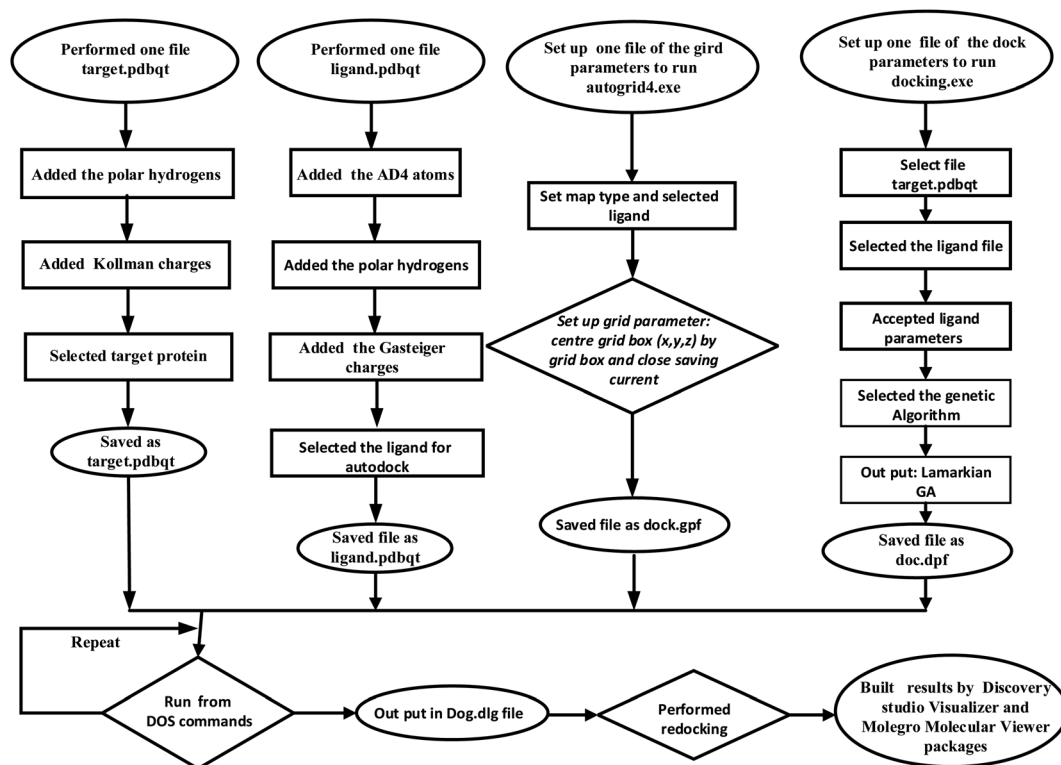 Performed one file
target.pdbqt
Added the polar hydrogens
Added Kollman charges
Selected target protein
Saved as
target.pdbqt
Performed one file
ligand.pdbqt
Added the AD4 atoms
Added the polar hydrogens
Added the Gasteiger
charges
Selected the ligand for
autodock
Saved file as
ligand.pdbqt
Set up one file of the gird
parameters to run
autogrid4.exe
Set map type and selected
ligand
Set up grid parameter:
centre grid box (x,y,z) by
grid box and close saving
current
Saved file as dock.gpf
Set up one file of the dock
parameters to run
docking.exe
Select file
target.pdbqt
Selected the ligand file
Accepted ligand
parameters
Selected the genetic
Algorithm
Out put: Lamarkian
GA
Saved file as
doc.dpf
Repeat
Run from
DOS commands
Out put in Dog.dlg file
Performed
redocking
Built results by Discovery
studio Visualizer and
Molegro Molecular Viewer
packages